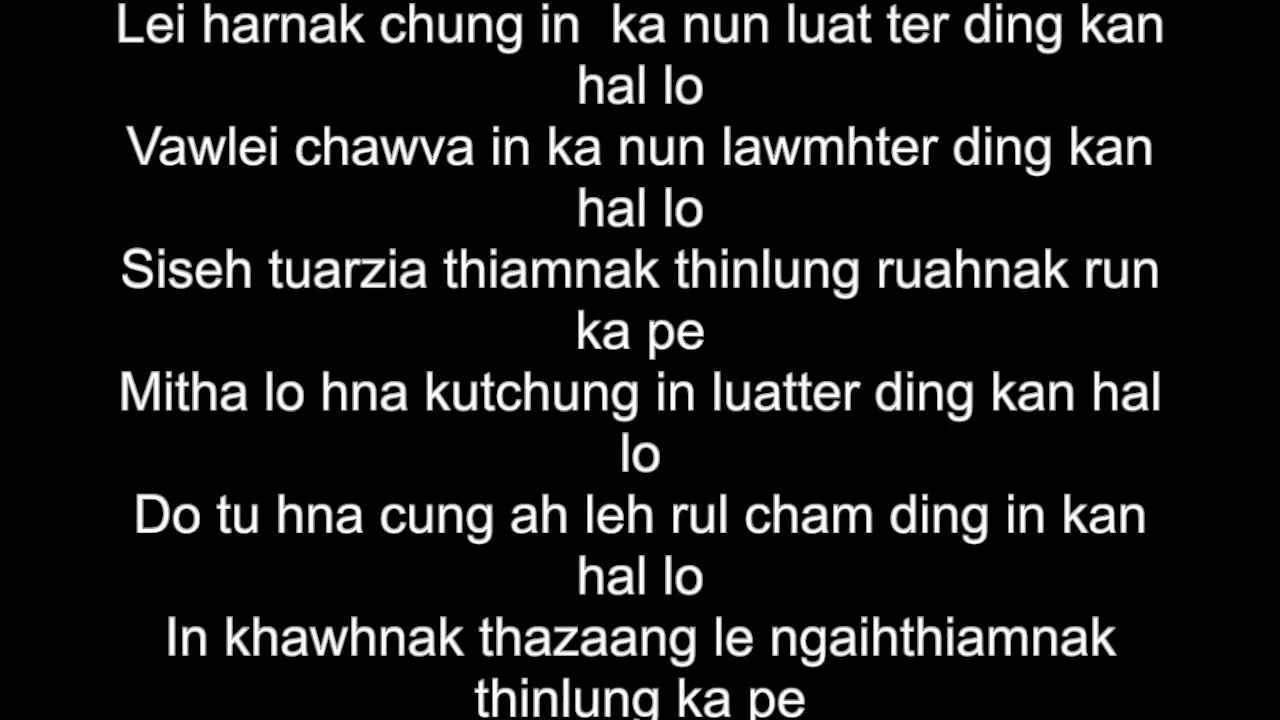 Lei harnak chung in  ka nun luat ter ding kan
hal lo
Vawlei chawva in ka nun lawmhter ding kan
hal lo
Siseh tuarzia thiamnak thinlung ruahnak run
ka pe
Mitha lo hna kutchung in luatter ding kan hal
lo
Do tu hna cung ah leh rul cham ding in kan
hal lo
In khawhnak thazaang le ngaihthiamnak
thinlung ka pe